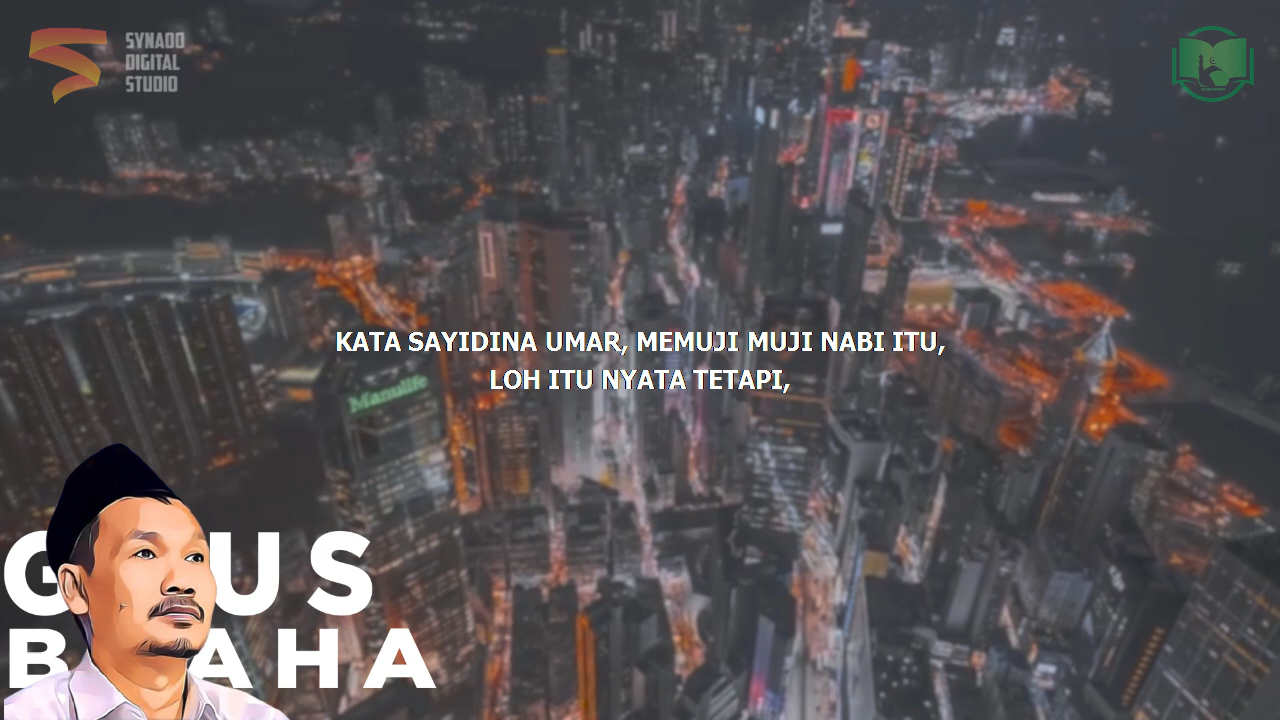 SYNADO
DIGITAL
STUDIO
KATA SAYIDINA UMAR, MEMUJI MUJI NABI ITU,
LOH ITU NYATA TETAPI,
Manulife
G US
B AHA